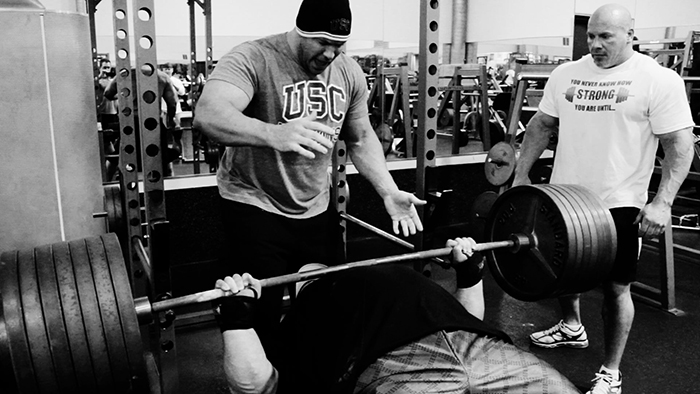 USC
YOU NEVER KNOW HOW
STRONG
YOU ARE UNTIL...